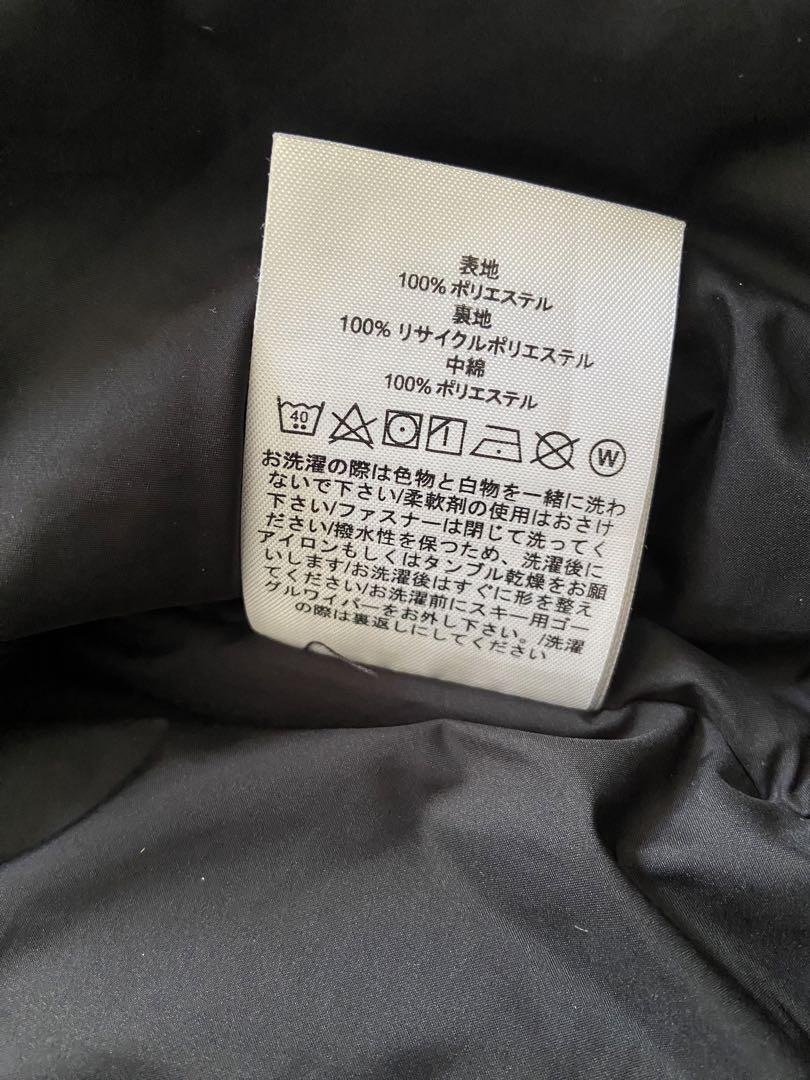 表地
100% ポリエステル
裏地
100% リサイクルポリエステル
中綿
100% ポリエステル
40 W
お洗濯の際は色物と白物を一緒に洗わ
ないで下さい/柔軟剤の使用はおさけ
下さい/ファスナーは閉じて洗ってく
ださい/撥水性を保つため、洗濯後に
アイロンもしくはタンブル乾燥をお願
いします/お洗濯後はすぐに形を整え
てください/お洗濯前にスキー用ゴー
グルワイパーをお外し下さい。/洗濯
の際は裏返しにしてください